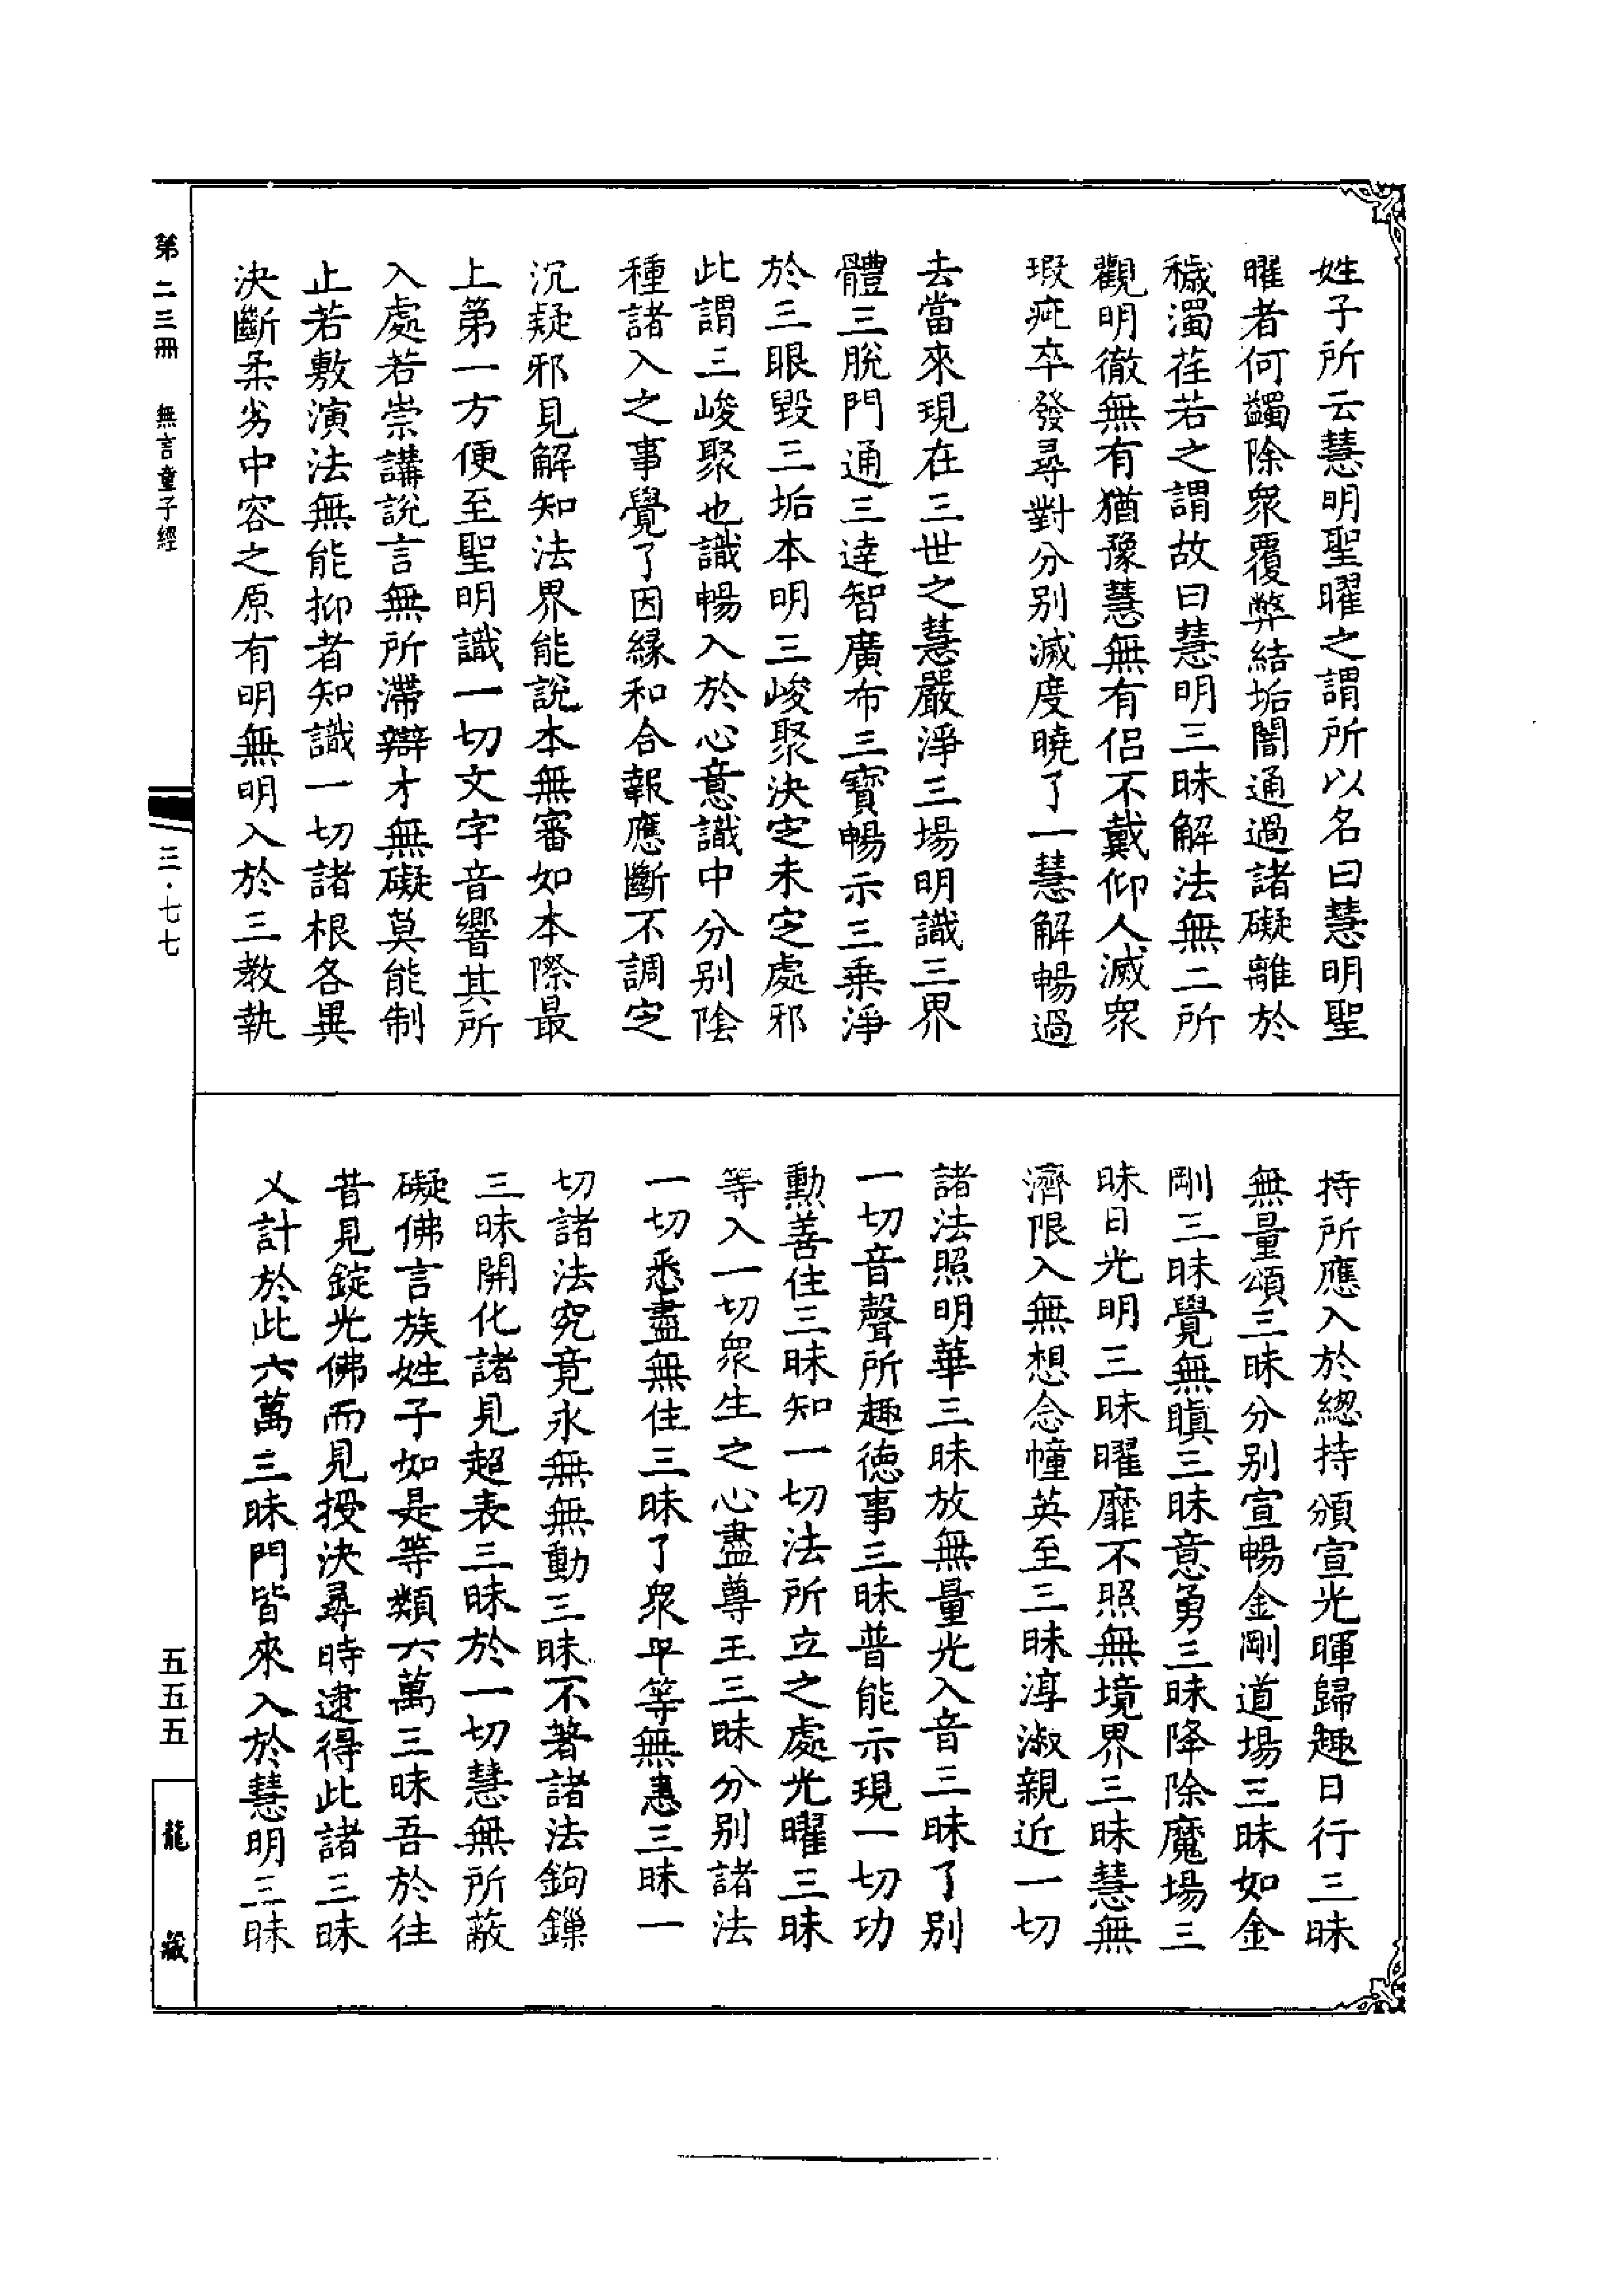 姓子所云慧明聖曜之謂所以名曰慧明聖
曜者何蠲除眾覆弊結垢闇通過諸礙離於
穢濁荏若之謂故曰慧明三昧解法無二所
觀明徹無有猶豫慧無有侶不戴仰人滅眾
瑕疵卒發尋對分別滅度曉了一慧解暢過
去當來現在三世之慧嚴淨三場明識三界
體三脫門通三達智廣布三寶暢示三乘淨
於三眼毀三垢本明三峻聚決定未定處邪
此謂三峻聚也識暢入於心意識中分別陰
種諸入之事覺了因緣和合報應斷不調定
沉疑邪見解知法界能說本無審如本際最
上第一方便至聖明識一切文字音響其所
入處若崇講說言無所滯辯才無礙莫能制
止若敷演法無能抑者知識一切諸根各異
決斷柔劣中容之原有明無明入於三教執
持所應入於總持頒宣光暉歸趣日行三昧
無量頌三昧分別宣暢金剛道場三昧如金
剛三昧覺無瞋三昧意勇三昧降除魔場三
昧日光明三昧曜靡不照無境界三昧慧無
濟限入無想念幢英至三昧淳淑親近一切
諸法照明華三昧放無量光入音三昧了別
一切音聲所趣德事三昧普能示現一切功
勳善住三昧知一切法所立之處光曜三昧
等入一切眾生之心盡尊王三昧分別諸法
一切悉盡無住三昧了眾平等無恚三昧一
切諸法究竟永無無動三昧不著諸法鉤鏁
三昧開化諸見超表三昧於一切慧無所蔽
礙佛言族姓子如是等類六萬三昧吾於往
昔見錠光佛而見授決尋時逮得此諸三昧
乂計於此六萬三昧門皆來入於慧明三昧
第二三冊 無言童子經
三·七七
五五五
龍藏